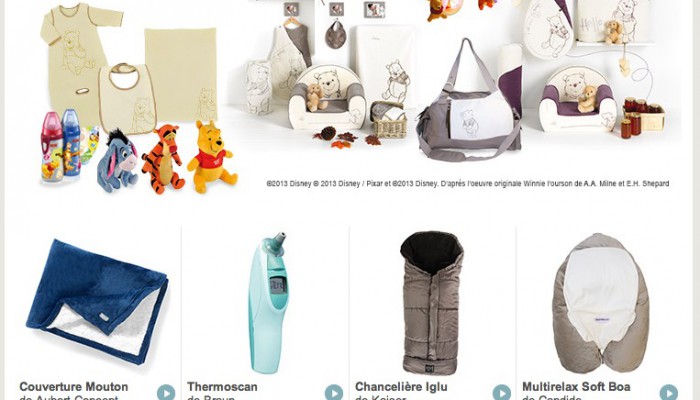 Hello
©2013 Disney © 2013 Disney / Pixar et ©2013 Disney. D'après l'oeuvre originale Winnie l'ourson de A.A. Milne et E.H. Shepard
Couverture Mouton
de Aubert Concept
Thermoscan
de Braun
Chancelière Iglu
de Kaiser
Multirelax Soft Boa
de Candide